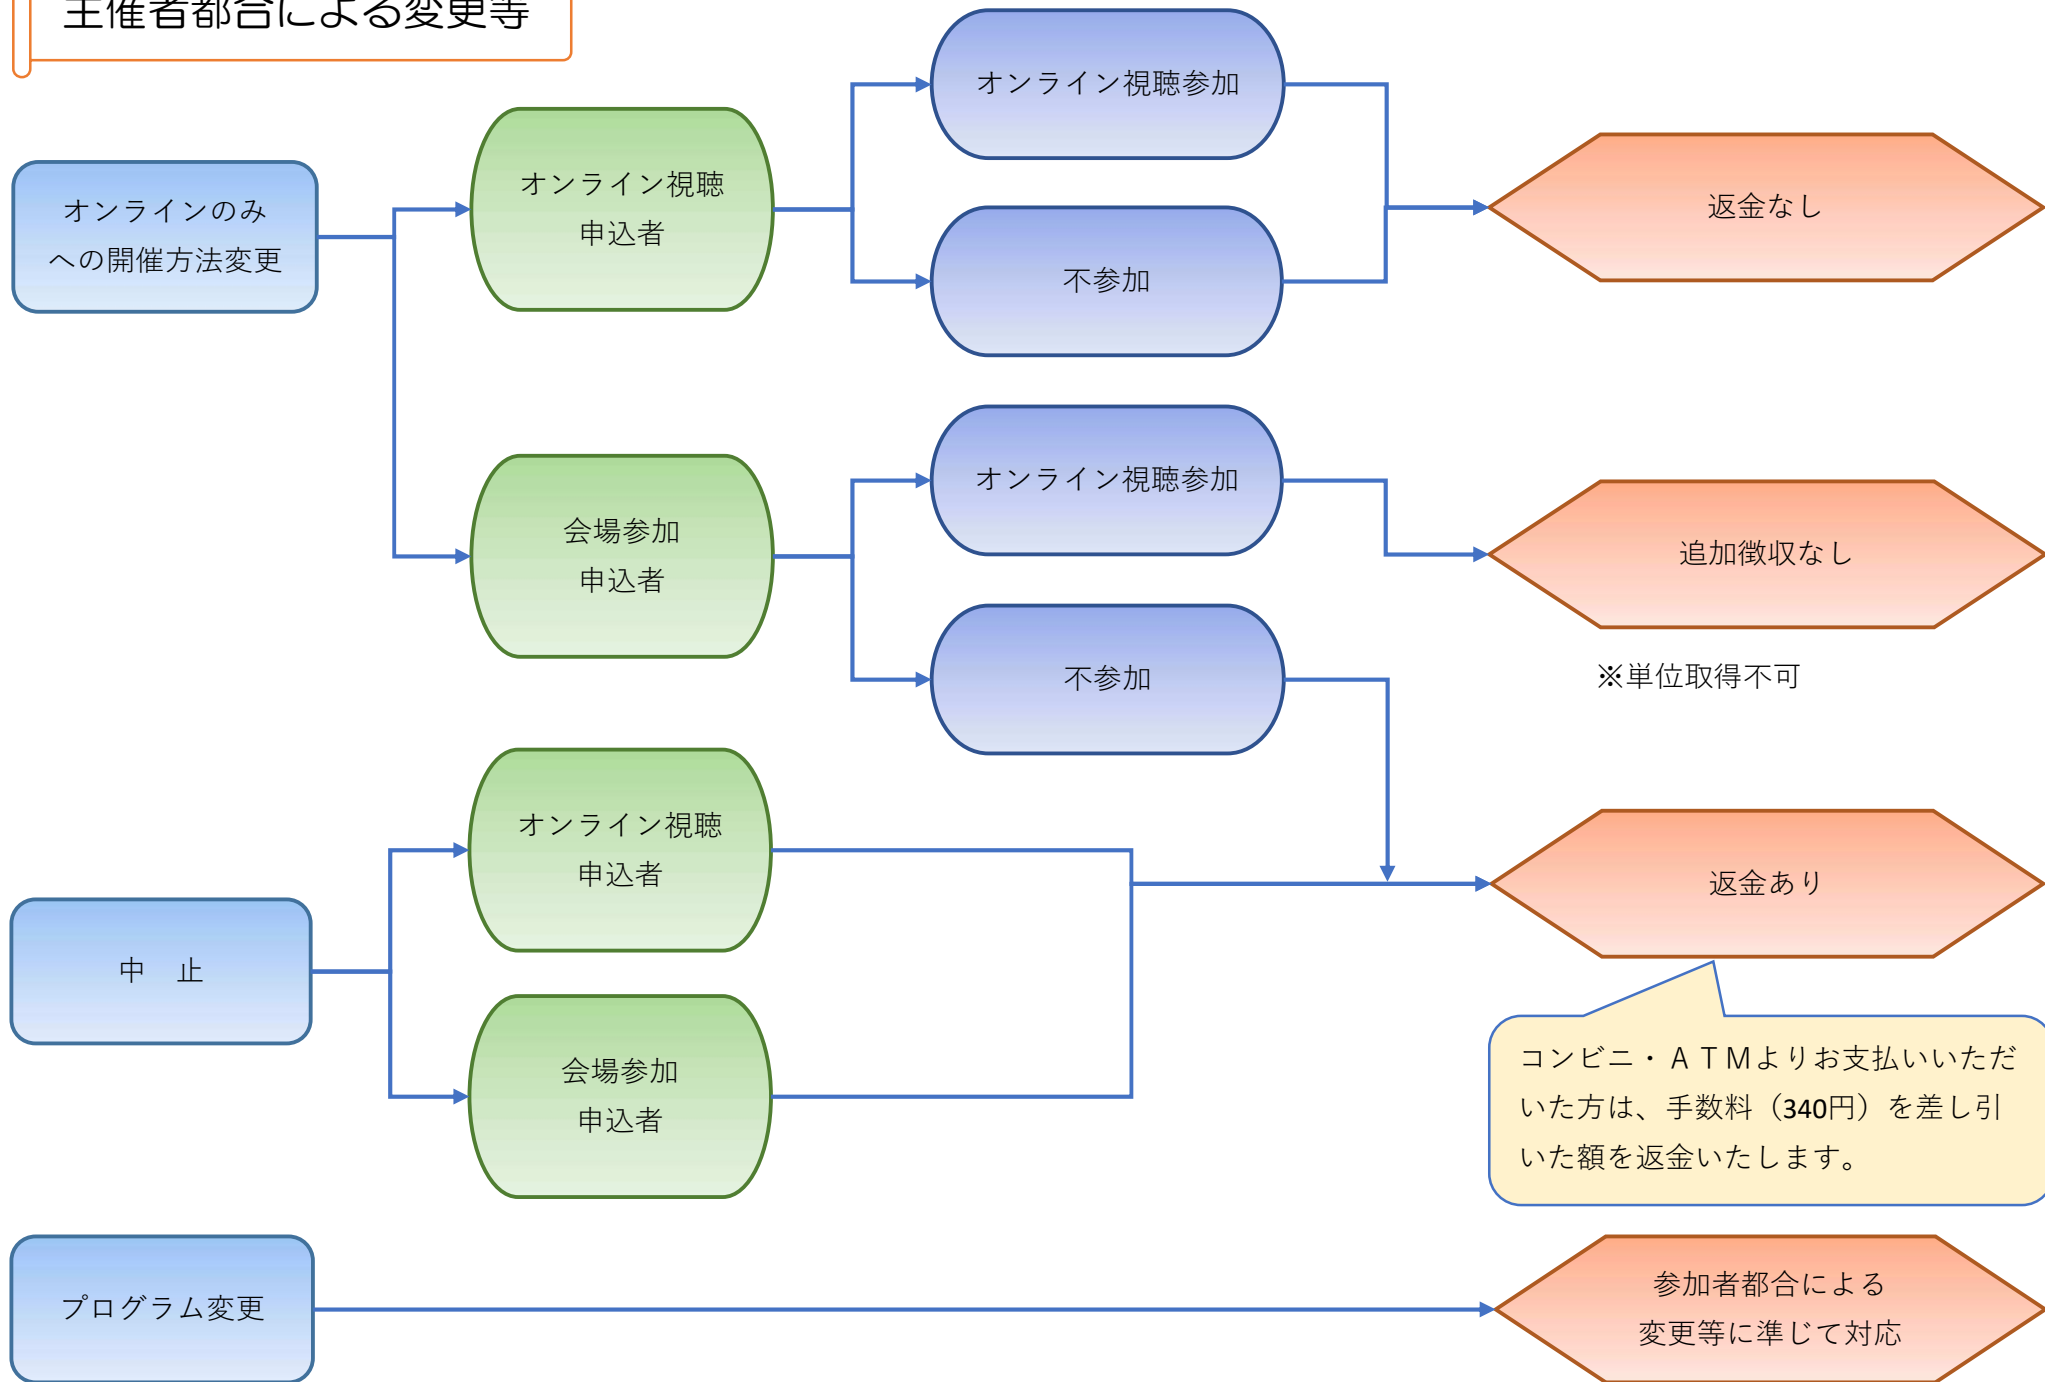 主催者都合による変更等
オンラインのみ
への開催方法変更
オンライン視聴
申込者
オンライン視聴参加
不参加
返金なし
会場参加
申込者
オンライン視聴参加
不参加
追加徴収なし
※単位取得不可
中　止
オンライン視聴
申込者
会場参加
申込者
返金あり
コンビニ・ＡＴＭよりお支払いいただ
いた方は、手数料（340円）を差し引
いた額を返金いたします。
プログラム変更
参加者都合による
変更等に準じて対応